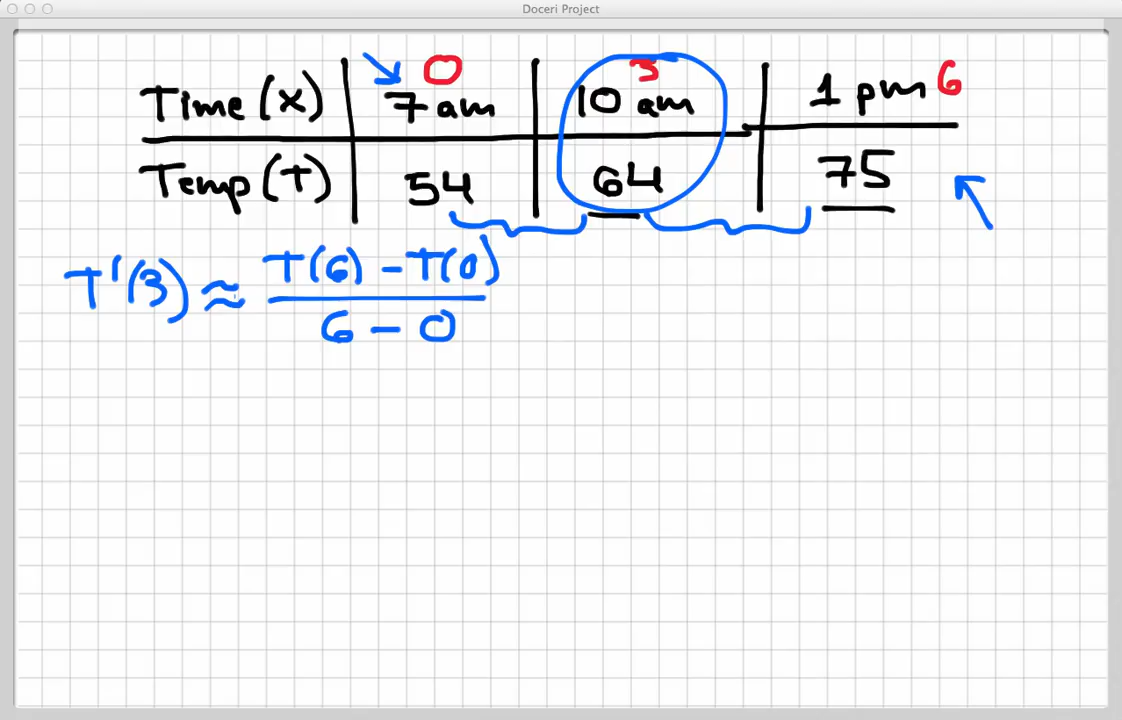 Doceri Project
Time (x) 7 am 0 10 am 3 1 pm 6
Temp (T) 54 64 75
T'(3) ≈ T(6) - T(0)
6 - 0